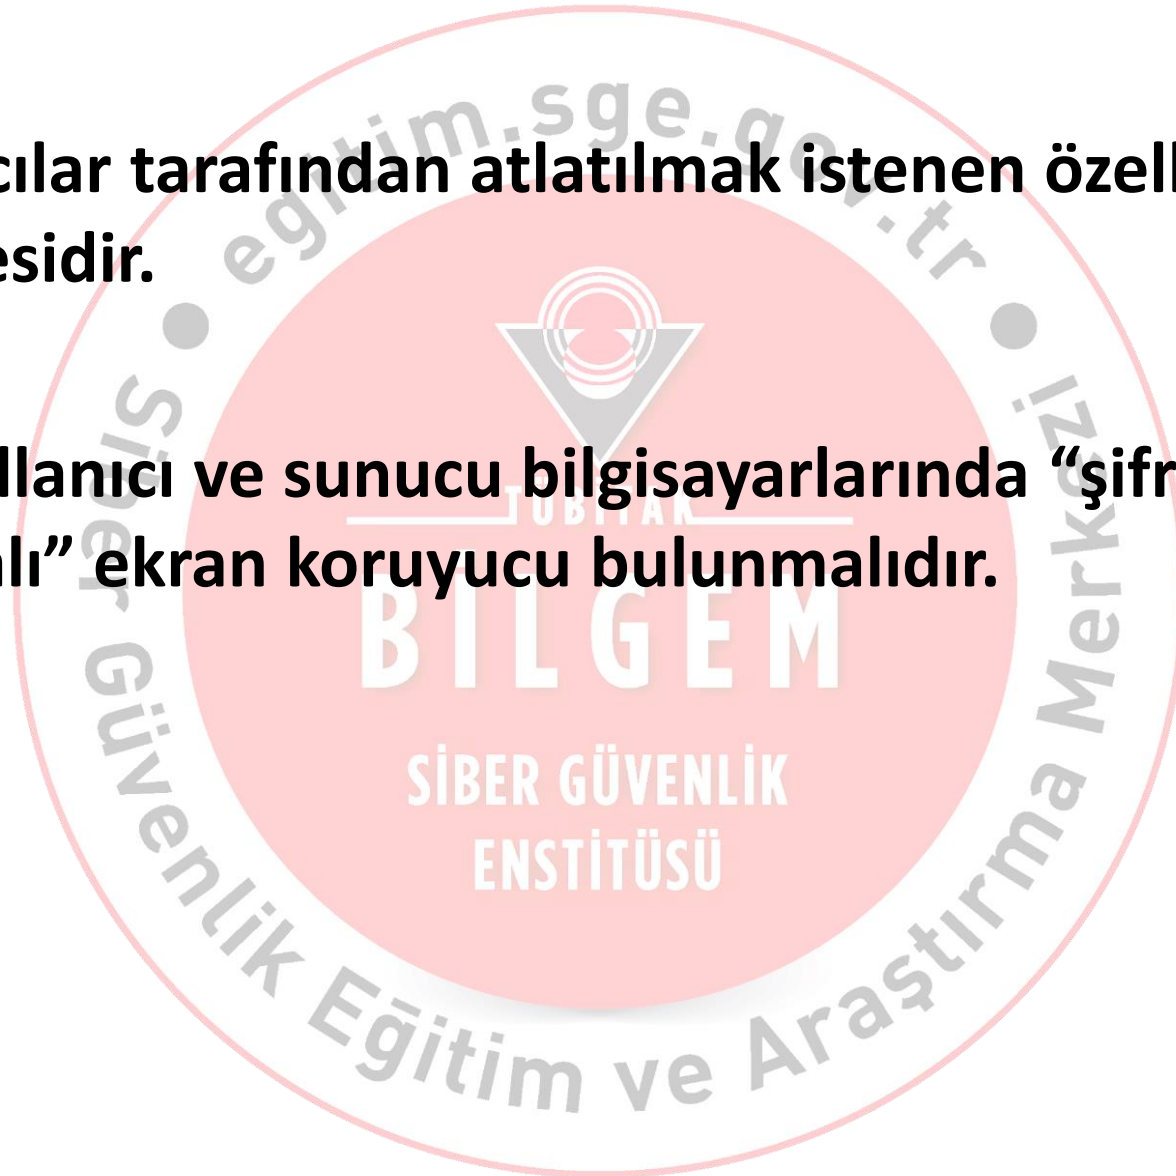 eğitim.sge.gov.tr
cılar tarafından atlatılmak istenen özell
esidir.
llanıcı ve sunucu bilgisayarlarında “şifr
alı” ekran koruyucu bulunmalıdır.
TÜBİTAK
BİLGEM
SİBER GÜVENLİK
ENSTİTÜSÜ
Siber Güvenlik Eğitim ve Araştırma Merkezi